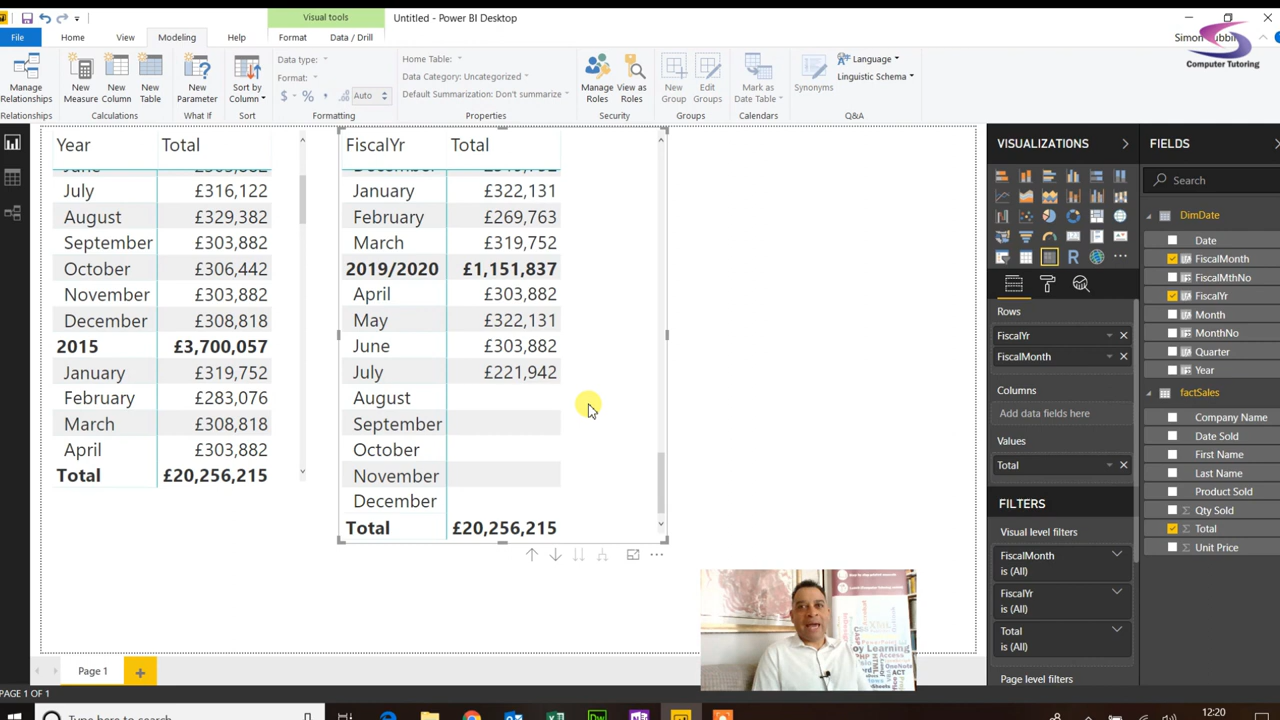 Visual tools
Untitled - Power BI Desktop
File
Home
View
Modeling
Help
Format
Data / Drill
Simon
Computer Tutoring
Manage Relationships
New Measure
New Column
New Table
New Parameter
Sort by Column
Data type:
Format:
$ % , Auto
Home Table:
Data Category: Uncategorized
Default Summarization: Don't summarize
Manage Roles
View as Roles
New Group
Edit Groups
Mark as Date Table
Synonyms
Language
Linguistic Schema
Relationships
Calculations
What If
Sort
Formatting
Properties
Security
Groups
Calendars
Q&A
Year Total
July £316,122
August £329,382
September £303,882
October £306,442
November £303,882
December £308,818
2015 £3,700,057
January £319,752
February £283,076
March £308,818
April £303,882
Total £20,256,215
FiscalYr Total
January £322,131
February £269,763
March £319,752
2019/2020 £1,151,837
April £303,882
May £322,131
June £303,882
July £221,942
August
September
October
November
December
Total £20,256,215
VISUALIZATIONS
R
Rows
FiscalYr
FiscalMonth
Columns
Add data fields here
Values
Total
FILTERS
Visual level filters
FiscalMonth
is (All)
FiscalYr
is (All)
Total
is (All)
Page level filters
FIELDS
Search
DimDate
Date
FiscalMonth
FiscalMthNo
FiscalYr
Month
MonthNo
Quarter
Year
factSales
Company Name
Date Sold
First Name
Last Name
Product Sold
Qty Sold
Total
Unit Price
Page 1
PAGE 1 OF 1
Type here to search
12:20